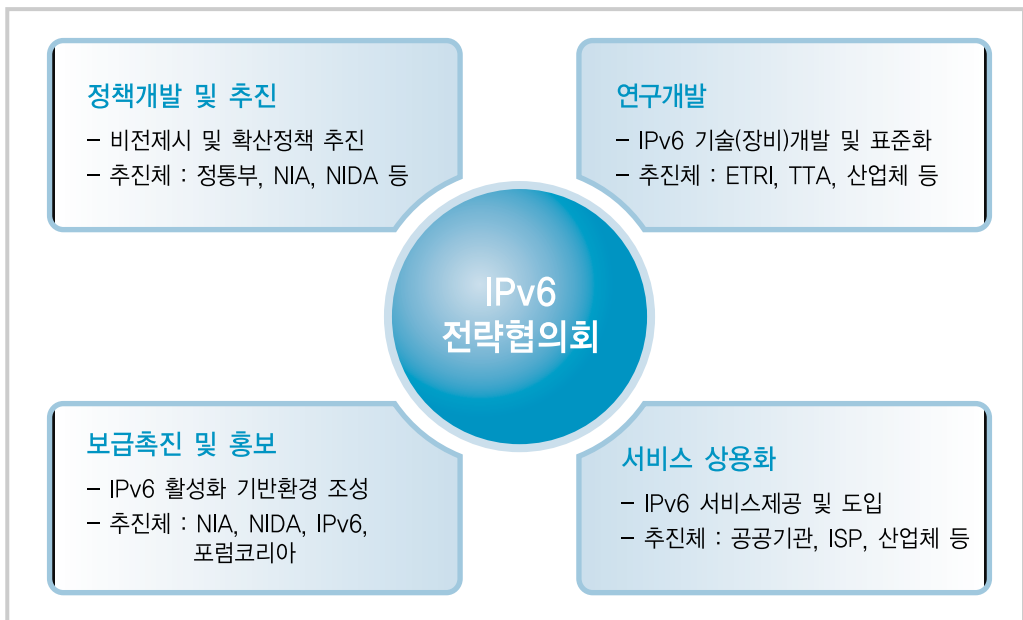 정책개발 및 추진
– 비전제시 및 확산정책 추진
– 추진체 : 정통부, NIA, NIDA 등
연구개발
– IPv6 기술(장비)개발 및 표준화
– 추진체 : ETRI, TTA, 산업체 등
IPv6
전략협의회
보급촉진 및 홍보
– IPv6 활성화 기반환경 조성
– 추진체 : NIA, NIDA, IPv6,
포럼코리아
서비스 상용화
– IPv6 서비스제공 및 도입
– 추진체 : 공공기관, ISP, 산업체 등